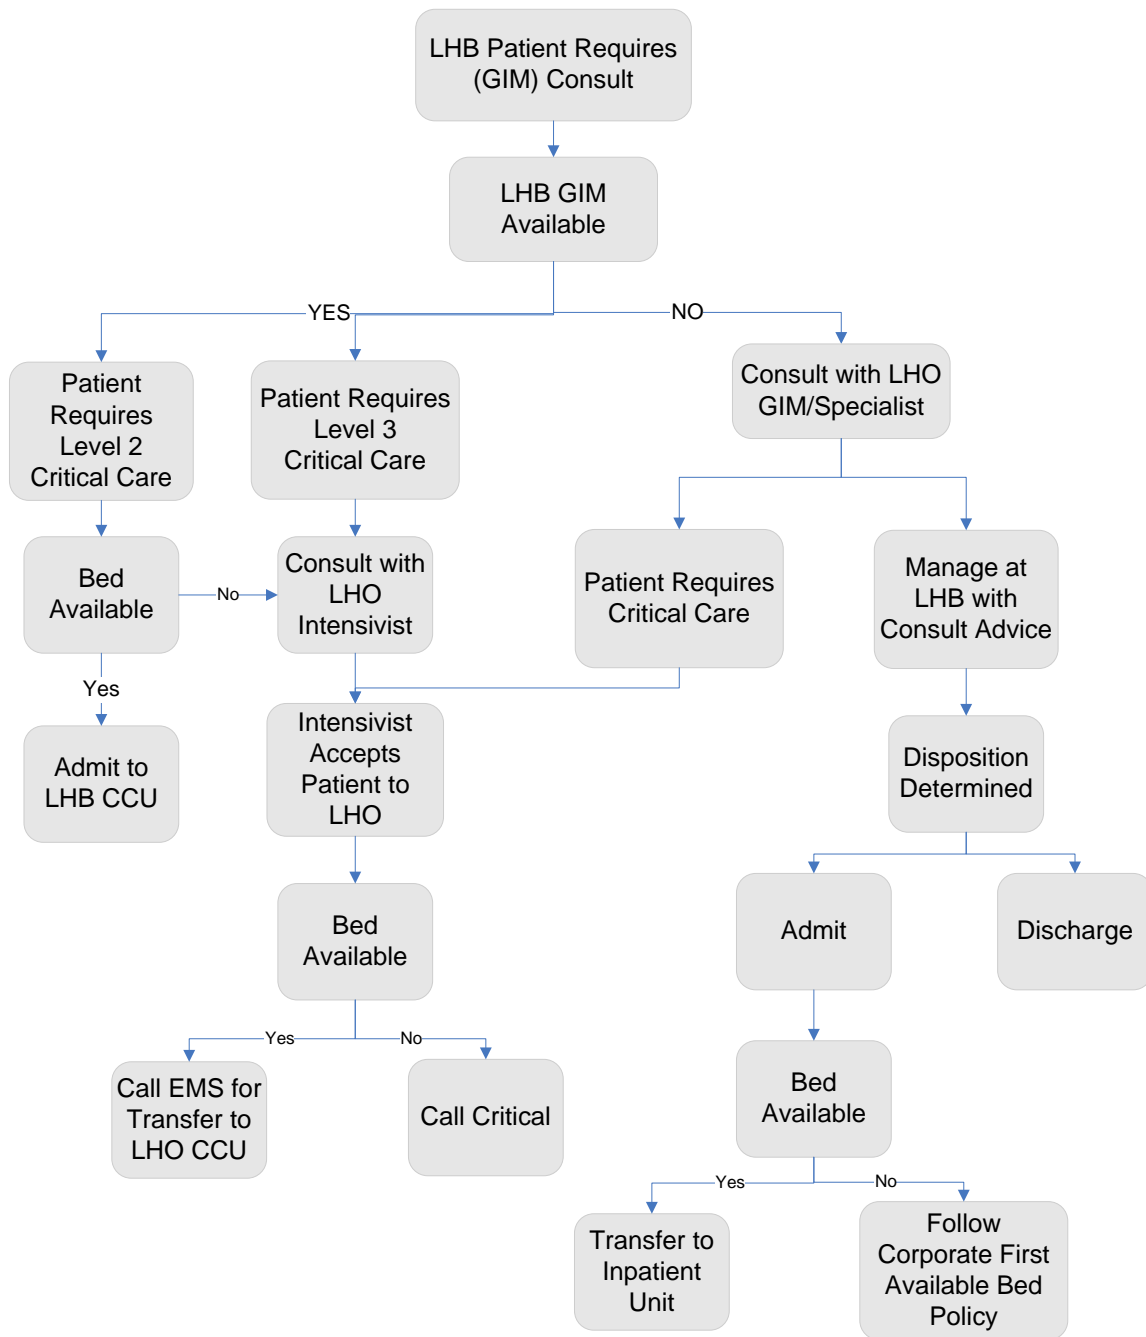 LHB Patient Requires
(GIM) Consult
LHB GIM
Available
YES
NO
Patient
Requires
Level 2
Critical Care
Patient Requires
Level 3
Critical Care
Consult with LHO
GIM/Specialist
Bed
Available
No
Consult with
LHO
Intensivist
Patient Requires
Critical Care
Manage at
LHB with
Consult Advice
Yes
Admit to
LHB CCU
Intensivist
Accepts
Patient to
LHO
Disposition
Determined
Bed
Available
Admit
Discharge
Yes
No
Call EMS for
Transfer to
LHO CCU
Call Critical
Bed
Available
Yes
No
Transfer to
Inpatient
Unit
Follow
Corporate First
Available Bed
Policy